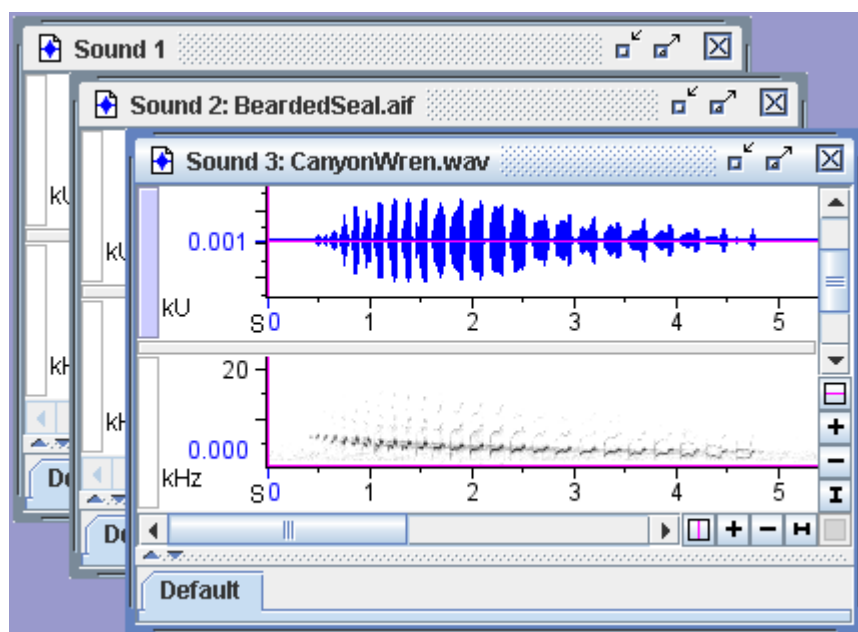 Sound 1
Sound 2: BeardedSeal.aif
Sound 3: CanyonWren.wav
0.001
kU
S 0 1 2 3 4 5
20
0.000
kHz
S 0 1 2 3 4 5
Default